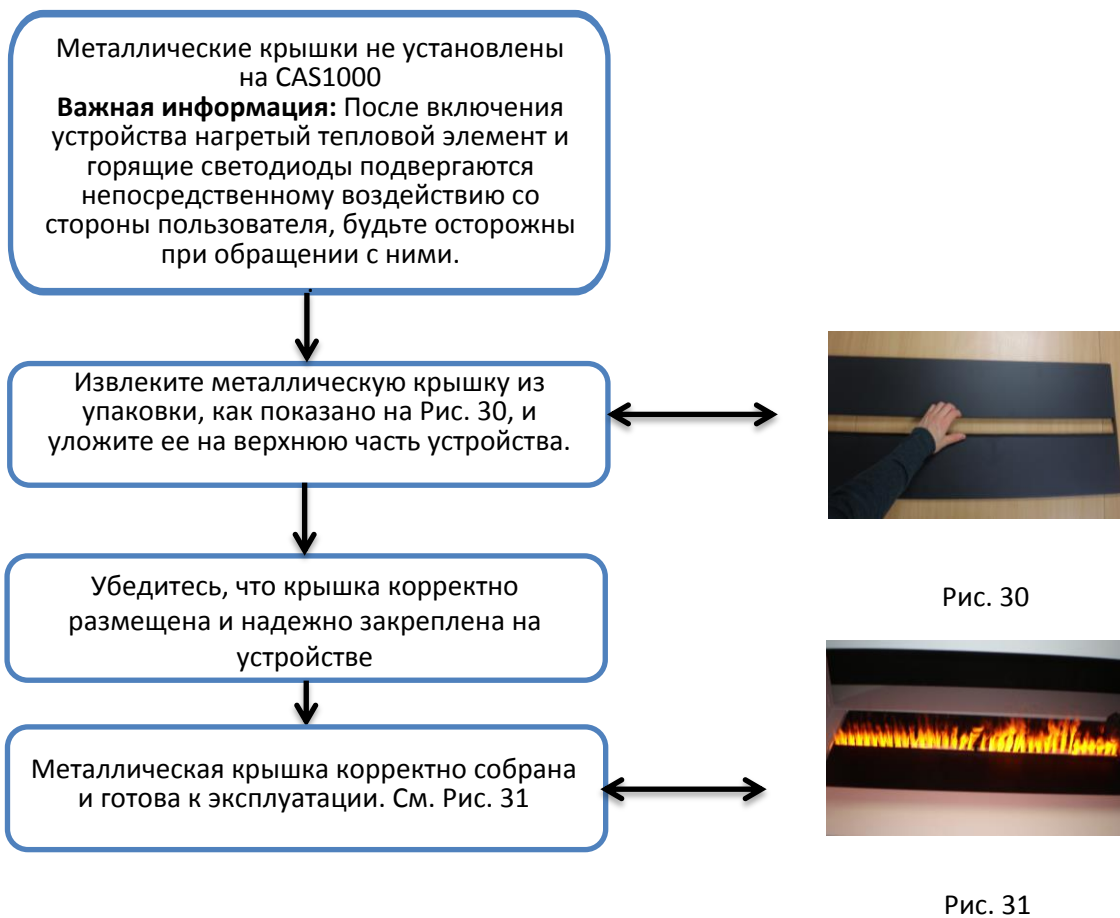 Металлические крышки не установлены
на CAS1000
Важная информация: После включения
устройства нагретый тепловой элемент и
горящие светодиоды подвергаются
непосредственному воздействию со
стороны пользователя, будьте осторожны
при обращении с ними.
Извлеките металлическую крышку из
упаковки, как показано на Рис. 30, и
уложите ее на верхнюю часть устройства.
Рис. 30
Убедитесь, что крышка корректно
размещена и надежно закреплена на
устройстве
Металлическая крышка корректно собрана
и готова к эксплуатации. См. Рис. 31
Рис. 31